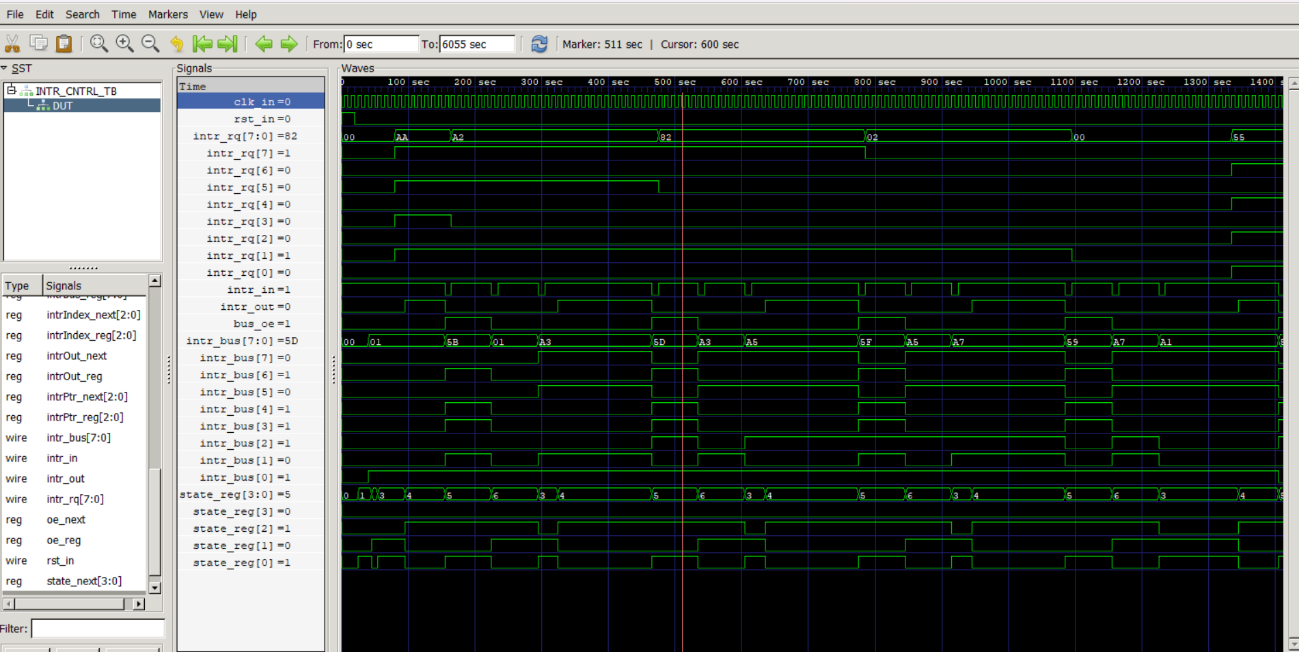 File Edit Search Time Markers View Help
From: 0 sec To: 6055 sec Marker: 511 sec | Cursor: 600 sec
SST
INTR_CNTRL_TB
DUT
Type Signals
reg intrIndex_next[2:0]
reg intrIndex_reg[2:0]
reg intrOut_next
reg intrOut_reg
reg intrPtr_next[2:0]
reg intrPtr_reg[2:0]
wire intr_bus[7:0]
wire intr_in
wire intr_out
wire intr_rq[7:0]
reg oe_next
reg oe_reg
wire rst_in
reg state_next[3:0]
Filter:
Signals
Time
clk_in=0
rst_in=0
intr_rq[7:0]=82
intr_rq[7]=1
intr_rq[6]=0
intr_rq[5]=0
intr_rq[4]=0
intr_rq[3]=0
intr_rq[2]=0
intr_rq[1]=1
intr_rq[0]=0
intr_in=1
intr_out=0
bus_oe=1
intr_bus[7:0]=5D
intr_bus[7]=0
intr_bus[6]=1
intr_bus[5]=0
intr_bus[4]=1
intr_bus[3]=1
intr_bus[2]=1
intr_bus[1]=0
intr_bus[0]=1
state_reg[3:0]=5
state_reg[3]=0
state_reg[2]=1
state_reg[1]=0
state_reg[0]=1
Waves
100 sec 200 sec 300 sec 400 sec 500 sec 600 sec 700 sec 800 sec 900 sec 1000 sec 1100 sec 1200 sec 1300 sec 1400 s
00 AA A2 82 02 00 55
00 01 5B 01 A3 5D A3 A5 5F A5 A7 59 A7 A1
0 1 3 4 5 6 3 4 5 6 3 4 5 6 3 4 5 6 3 4